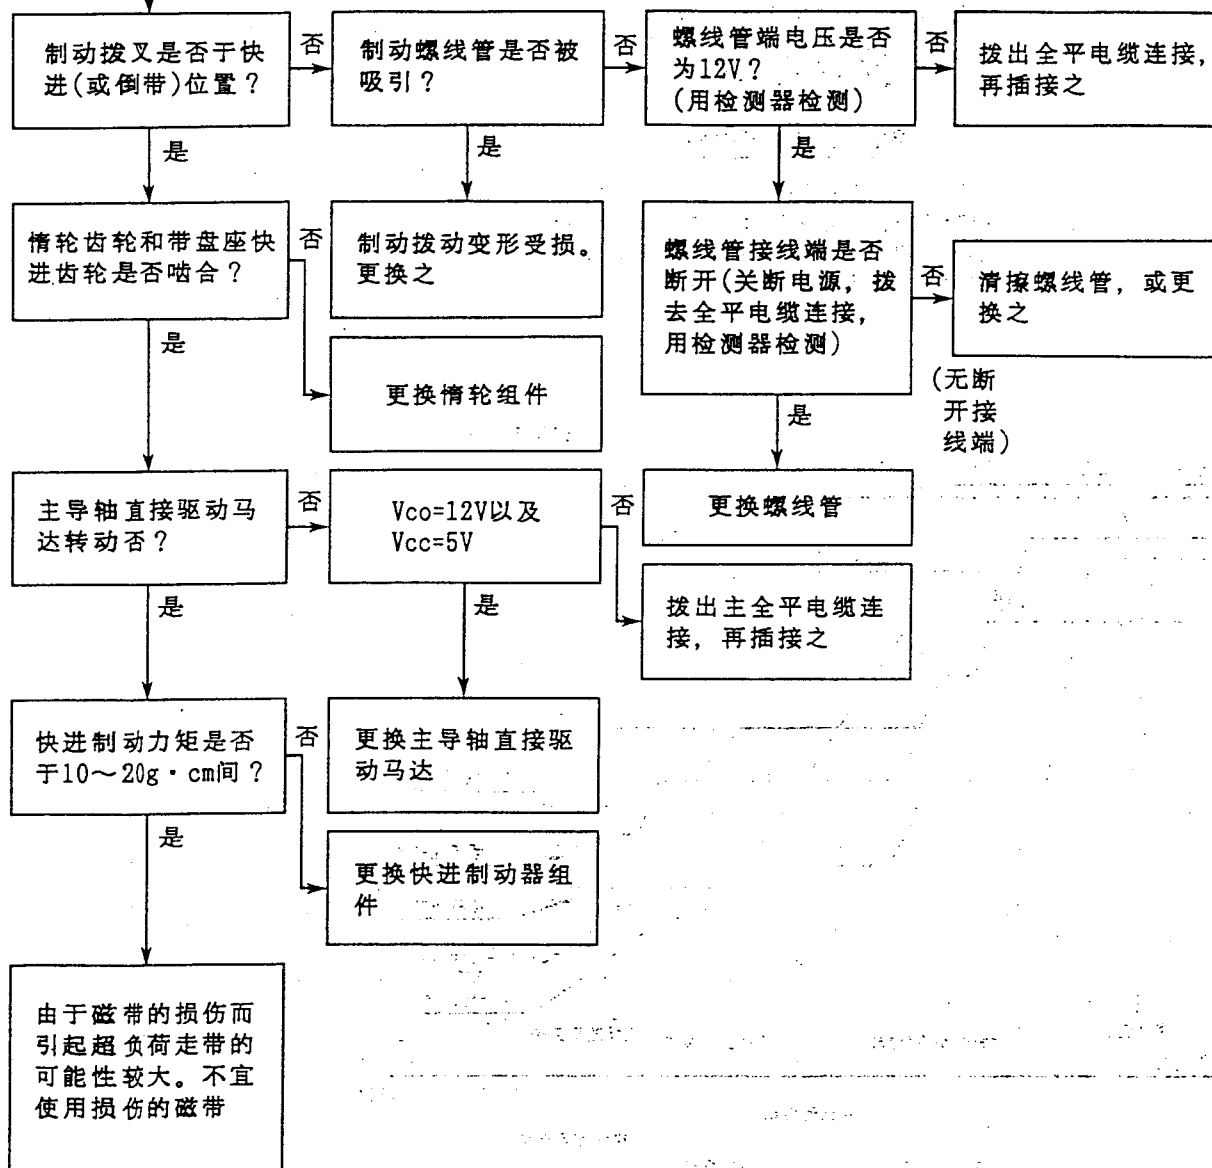 制动拨叉是否于快
进(或倒带)位置?
否
制动螺线管是否被
吸引?
否
螺线管端电压是否
为12V?
(用检测器检测)
否
拨出全平电缆连接,
再插接之
是
是
是
惰轮齿轮和带盘座快
进齿轮是否啮合?
否
制动拨动变形受损。
更换之
螺线管接线端是否
断开(关断电源, 拨
去全平电缆连接,
用检测器检测)
否
清擦螺线管, 或更
换之
(无断
开接
线端)
是
更换惰轮组件
是
主导轴直接驱动马
达转动否?
否
Vco=12V以及
Vcc=5V
否
更换螺线管
是
是
拨出主全平电缆连
接, 再插接之
快进制动力矩是否
于10～20g·cm间?
否
更换主导轴直接驱
动马达
是
更换快进制动器组
件
由于磁带的损伤而
引起超负荷走带的
可能性较大。不宜
使用损伤的磁带